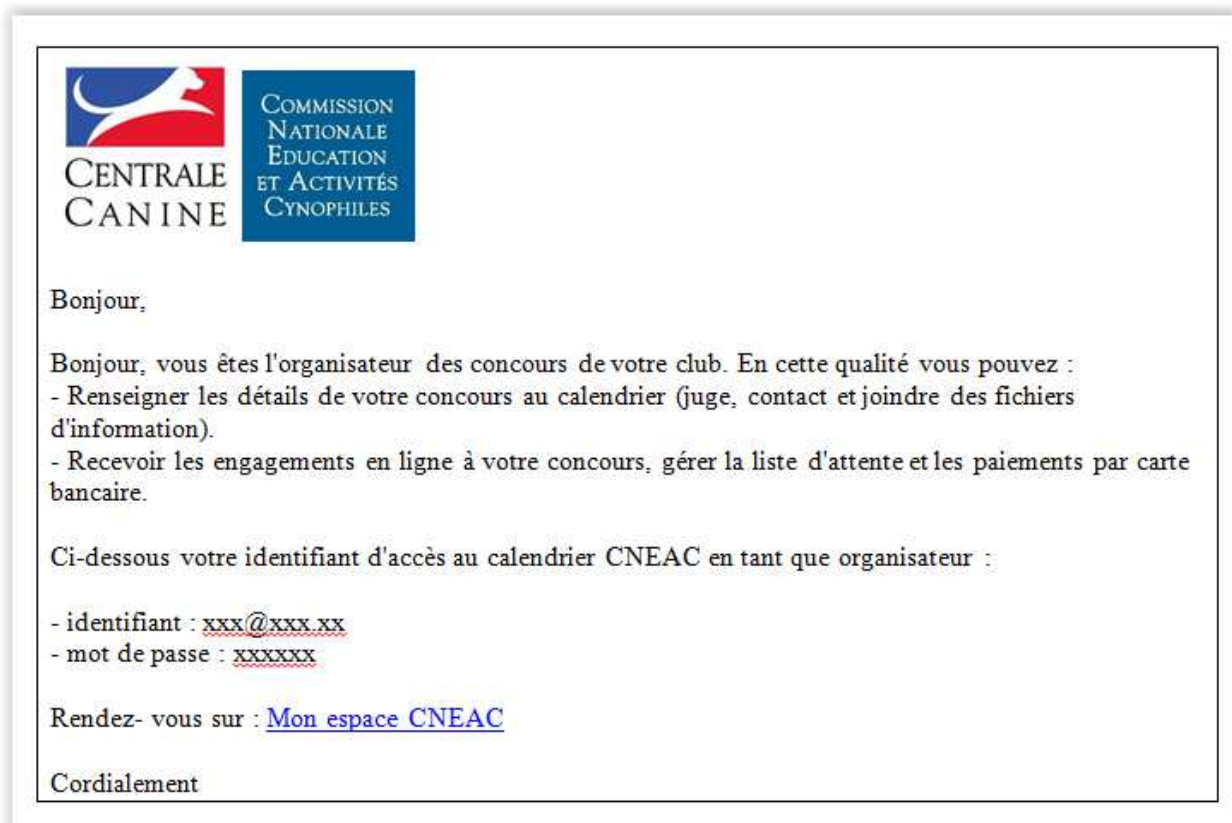 CENTRALE
CANINE
COMMISSION
NATIONALE
EDUCATION
ET ACTIVITÉS
CYNOPHILES
Bonjour,
Bonjour, vous êtes l'organisateur des concours de votre club. En cette qualité vous pouvez :
- Renseigner les détails de votre concours au calendrier (juge, contact et joindre des fichiers
d'information).
- Recevoir les engagements en ligne à votre concours, gérer la liste d'attente et les paiements par carte
bancaire.
Ci-dessous votre identifiant d'accès au calendrier CNEAC en tant que organisateur :
- identifiant : xxx@xxx.xx
- mot de passe : xxxxxx
Rendez- vous sur : Mon espace CNEAC
Cordialement